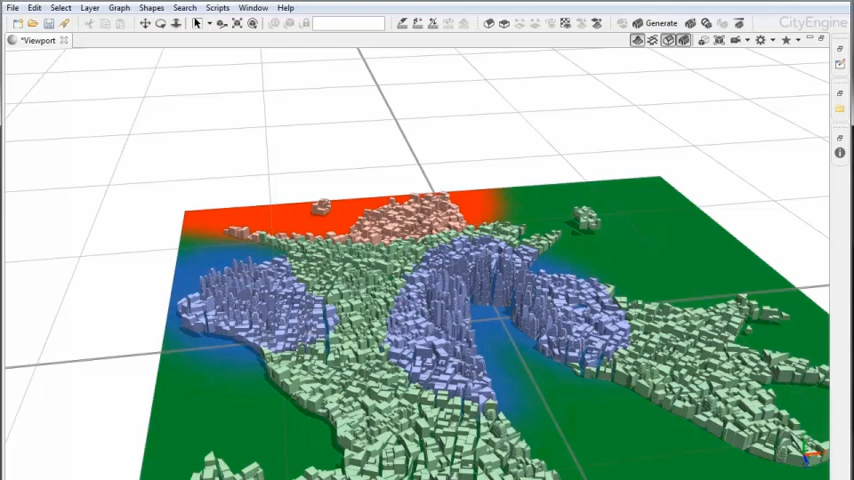 File Edit Select Layer Graph Shapes Search Scripts Window Help
Generate
CityEngine
*Viewport